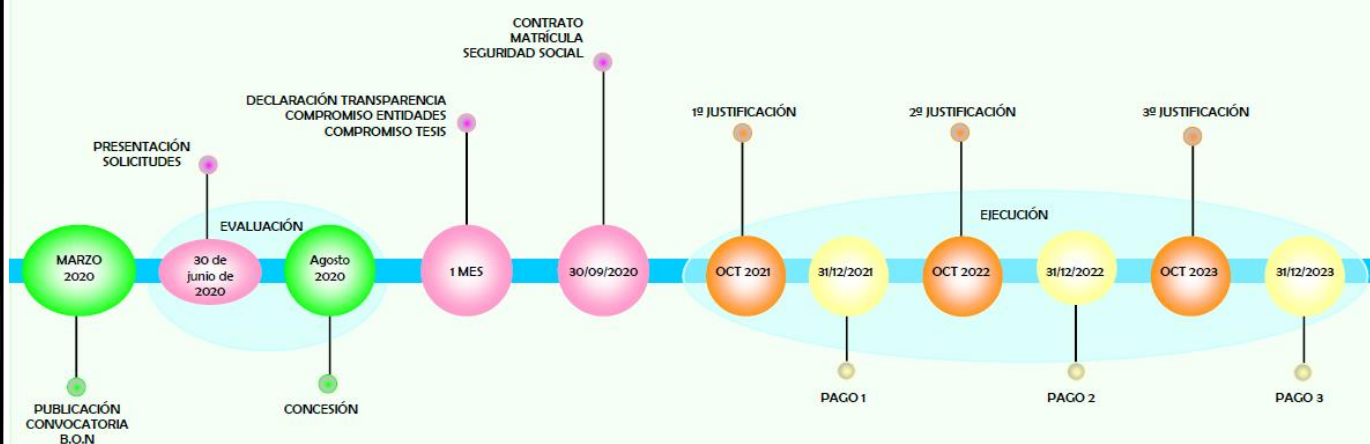 CONTRATO
MATRÍCULA
SEGURIDAD SOCIAL
DECLARACIÓN TRANSPARENCIA
COMPROMISO ENTIDADES
COMPROMISO TESIS
1º JUSTIFICACIÓN
2º JUSTIFICACIÓN
3º JUSTIFICACIÓN
PRESENTACIÓN
SOLICITUDES
EVALUACIÓN
EJECUCIÓN
MARZO
2020
30 de
junio de
2020
Agosto
2020
1 MES
30/09/2020
OCT 2021
31/12/2021
OCT 2022
31/12/2022
OCT 2023
31/12/2023
PUBLICACIÓN
CONVOCATORIA
B.O.N
CONCESIÓN
PAGO 1
PAGO 2
PAGO 3